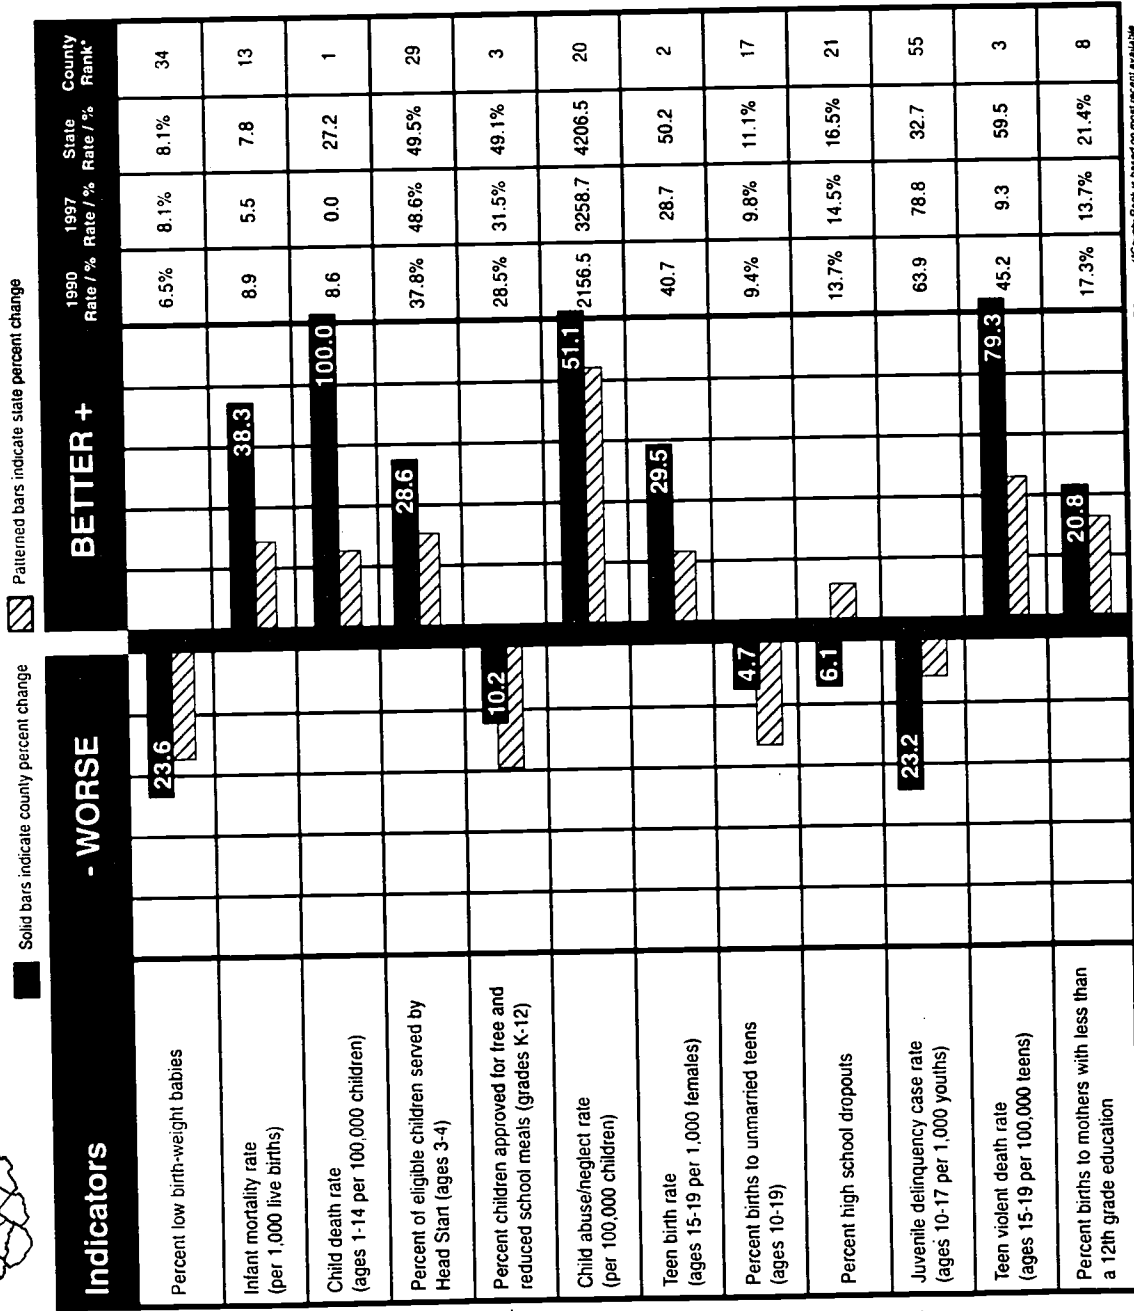 Solid bars indicate county percent change
Patterned bars indicate state percent change
Indicators
- WORSE
BETTER +
1990
Rate / %
1997
Rate / %
State
Rate / %
County
Rank*
Percent low birth-weight babies
23.6
6.5%
8.1%
8.1%
34
Infant mortality rate
(per 1,000 live births)
38.3
8.9
5.5
7.8
13
Child death rate
(ages 1-14 per 100,000 children)
100.0
8.6
0.0
27.2
1
Percent of eligible children served by
Head Start (ages 3-4)
28.6
37.8%
48.6%
49.5%
29
Percent children approved for free and
reduced school meals (grades K-12)
10.2
28.5%
31.5%
49.1%
3
Child abuse/neglect rate
(per 100,000 children)
51.1
2156.5
3258.7
4206.5
20
Teen birth rate
(ages 15-19 per 1,000 females)
29.5
40.7
28.7
50.2
2
Percent births to unmarried teens
(ages 10-19)
4.7
9.4%
9.8%
11.1%
17
Percent high school dropouts
6.1
13.7%
14.5%
16.5%
21
Juvenile delinquency case rate
(ages 10-17 per 1,000 youths)
23.2
63.9
78.8
32.7
55
Teen violent death rate
(ages 15-19 per 100,000 teens)
79.3
45.2
9.3
59.5
3
Percent births to mothers with less than
a 12th grade education
20.8
17.3%
13.7%
21.4%
8